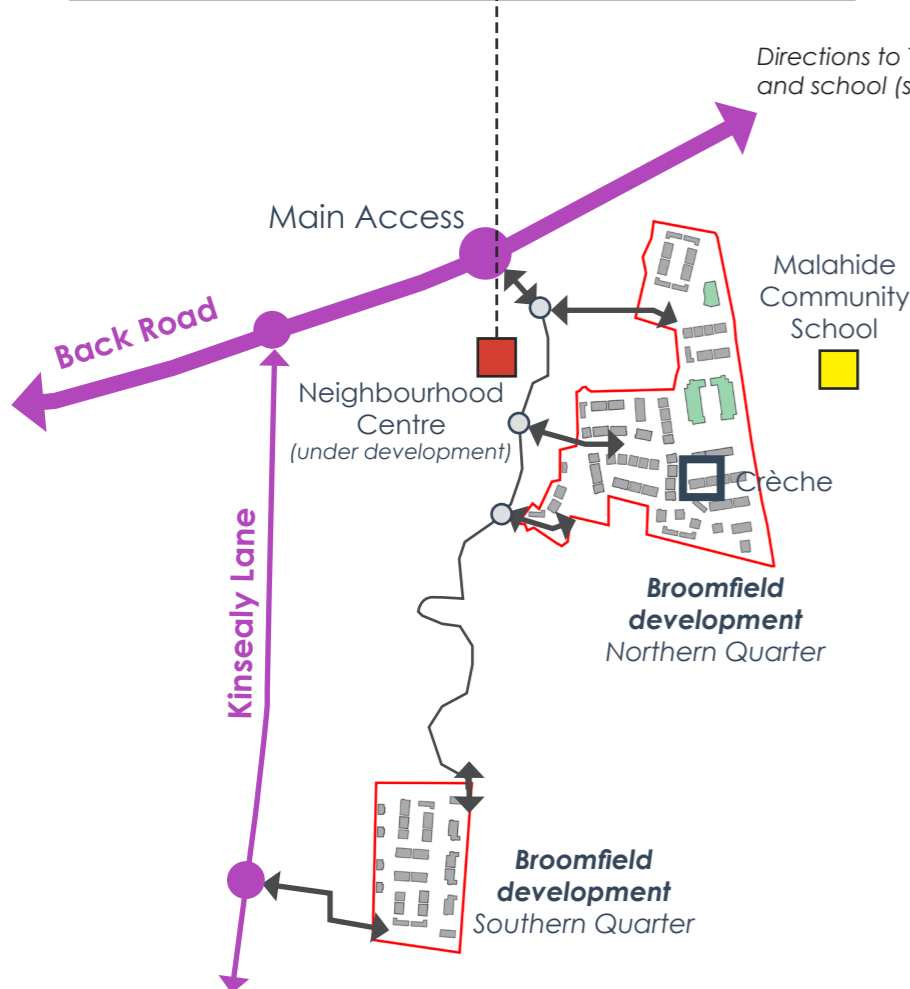 Directions to
and school (s
Main Access
Malahide
Community
School
Back Road
Neighbourhood
Centre
(under development)
Crèche
Kinsealy Lane
Broomfield
development
Northern Quarter
Broomfield
development
Southern Quarter